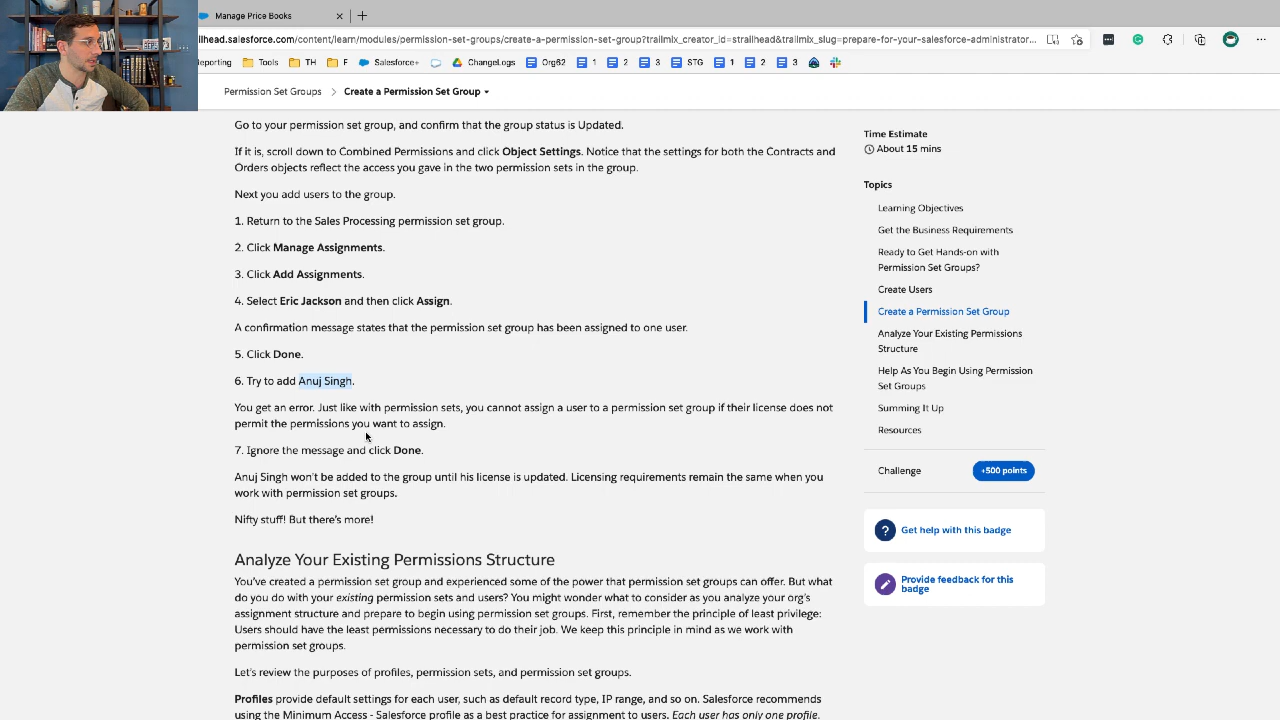 Manage Price Books
ilhead.salesforce.com/content/learn/modules/permission-set-groups/create-a-permission-set-group?trailmix_creator_id=strailhead&trailmix_slug=prepare-for-your-salesforce-administrator...
eporting Tools TH F Salesforce+ ChangeLogs Org62 1 2 3 STG 1 2 3
Permission Set Groups > Create a Permission Set Group
Go to your permission set group, and confirm that the group status is Updated.
If it is, scroll down to Combined Permissions and click Object Settings. Notice that the settings for both the Contracts and
Orders objects reflect the access you gave in the two permission sets in the group.
Next you add users to the group.
1. Return to the Sales Processing permission set group.
2. Click Manage Assignments.
3. Click Add Assignments.
4. Select Eric Jackson and then click Assign.
A confirmation message states that the permission set group has been assigned to one user.
5. Click Done.
6. Try to add Anuj Singh.
You get an error. Just like with permission sets, you cannot assign a user to a permission set group if their license does not
permit the permissions you want to assign.
7. Ignore the message and click Done.
Anuj Singh won't be added to the group until his license is updated. Licensing requirements remain the same when you
work with permission set groups.
Nifty stuff! But there's more!
Analyze Your Existing Permissions Structure
You've created a permission set group and experienced some of the power that permission set groups can offer. But what
do you do with your existing permission sets and users? You might wonder what to consider as you analyze your org's
assignment structure and prepare to begin using permission set groups. First, remember the principle of least privilege:
Users should have the least permissions necessary to do their job. We keep this principle in mind as we work with
permission set groups.
Let's review the purposes of profiles, permission sets, and permission set groups.
Profiles provide default settings for each user, such as default record type, IP range, and so on. Salesforce recommends
using the Minimum Access - Salesforce profile as a best practice for assignment to users. Each user has only one profile.
Time Estimate
About 15 mins
Topics
Learning Objectives
Get the Business Requirements
Ready to Get Hands-on with
Permission Set Groups?
Create Users
Create a Permission Set Group
Analyze Your Existing Permissions
Structure
Help As You Begin Using Permission
Set Groups
Summing It Up
Resources
Challenge +500 points
Get help with this badge
Provide feedback for this
badge